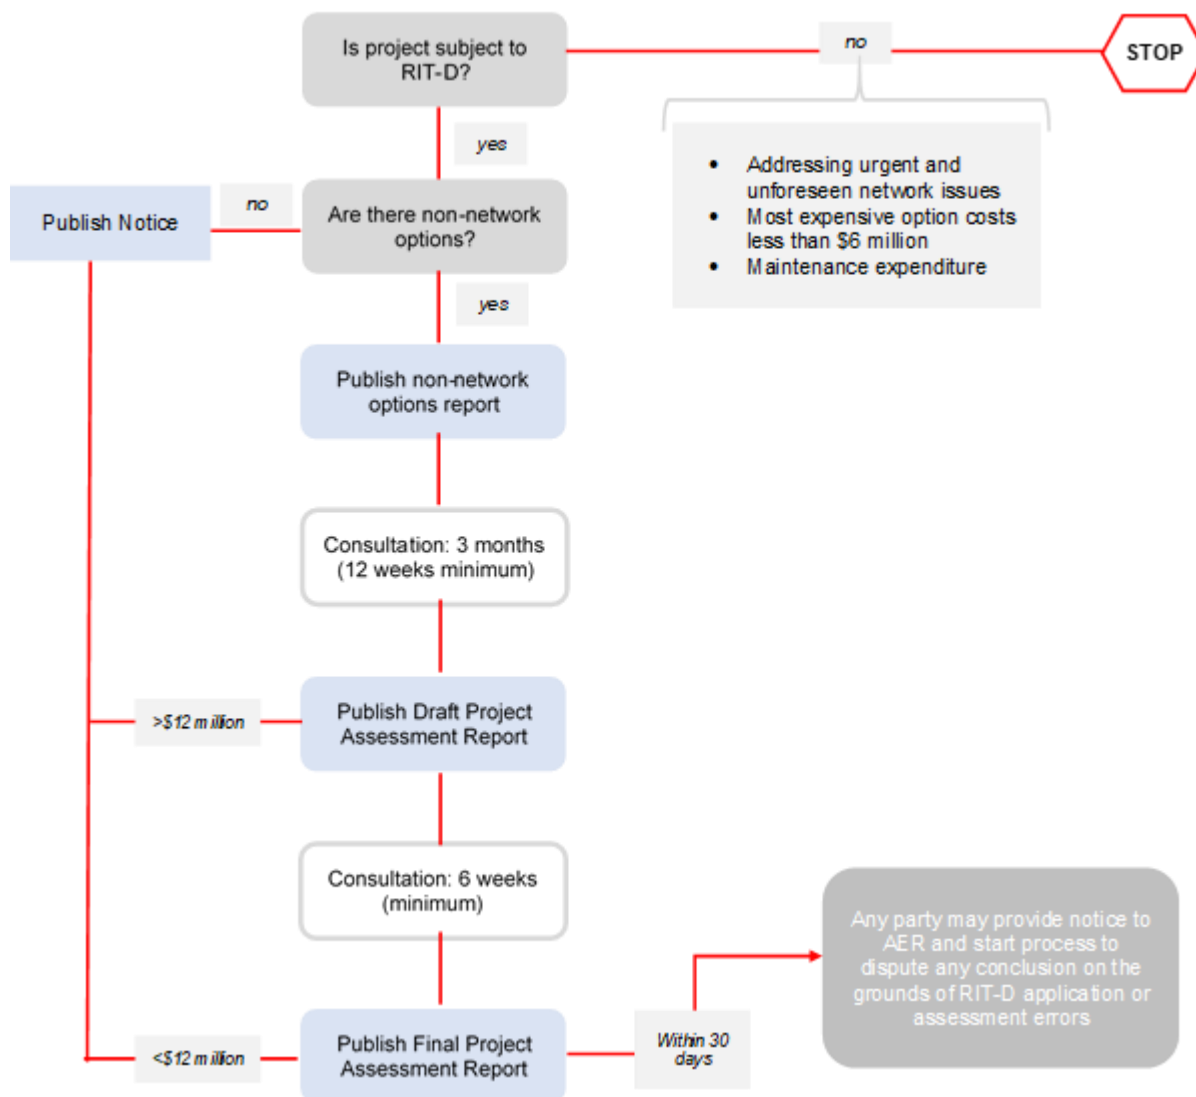 Is project subject to
RIT-D?
no
STOP
yes
• Addressing urgent and
unforeseen network issues
• Most expensive option costs
less than $6 million
• Maintenance expenditure
Publish Notice
no
Are there non-network
options?
yes
Publish non-network
options report
Consultation: 3 months
(12 weeks minimum)
>$12 million
Publish Draft Project
Assessment Report
Consultation: 6 weeks
(minimum)
Any party may provide notice to
AER and start process to
dispute any conclusion on the
grounds of RIT-D application or
assessment errors
<$12 million
Publish Final Project
Assessment Report
Within 30
days